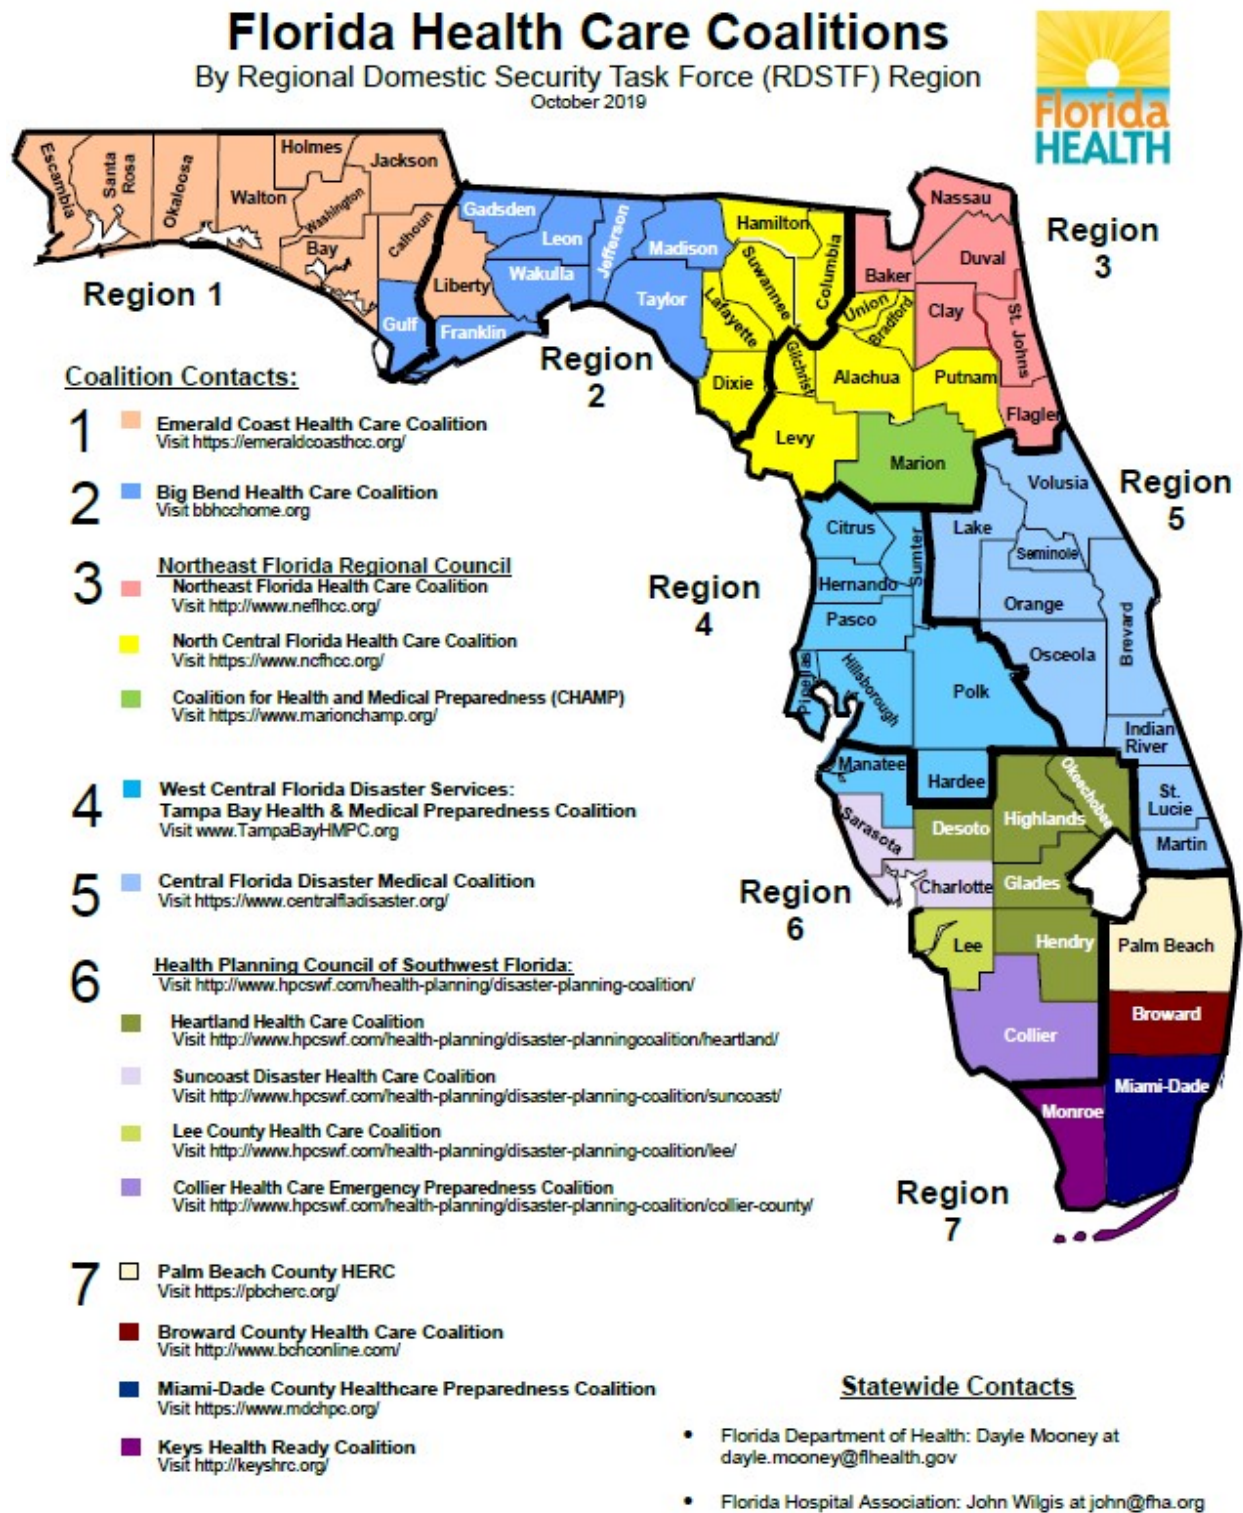 Florida Health Care Coalitions
By Regional Domestic Security Task Force (RDSTF) Region
October 2019
Florida
HEALTH
Escambia
Santa
Rosa
Okaloosa
Walton
Holmes
Jackson
Washington
Bay
Calhoun
Region 1
Gulf
Liberty
Gadsden
Leon
Wakulla
Franklin
Jefferson
Madison
Taylor
Region
2
Hamilton
Suwannee
Columbia
Lafayette
Dixie
Nassau
Duval
Baker
Clay
St. Johns
Flagler
Union
Bradford
Gilchrist
Alachua
Putnam
Levy
Marion
Region
3
Citrus
Sumter
Hernando
Pasco
Pinellas
Hillsborough
Polk
Manatee
Hardee
Region
4
Volusia
Lake
Seminole
Orange
Osceola
Brevard
Indian
River
St.
Lucie
Martin
Region
5
Sarasota
Desoto
Highlands
Okeechobee
Charlotte
Glades
Lee
Hendry
Collier
Region
6
Palm Beach
Broward
Miami-Dade
Monroe
Region
7
Coalition Contacts:
1
Emerald Coast Health Care Coalition
Visit https://emeraldcoasthcc.org/
2
Big Bend Health Care Coalition
Visit bbhcchome.org
3
Northeast Florida Regional Council
Northeast Florida Health Care Coalition
Visit http://www.neflhcc.org/
North Central Florida Health Care Coalition
Visit https://www.ncfhcc.org/
Coalition for Health and Medical Preparedness (CHAMP)
Visit https://www.marionchamp.org/
4
West Central Florida Disaster Services:
Tampa Bay Health & Medical Preparedness Coalition
Visit www.TampaBayHMPC.org
5
Central Florida Disaster Medical Coalition
Visit https://www.centralfladisaster.org/
6
Health Planning Council of Southwest Florida:
Visit http://www.hpcswf.com/health-planning/disaster-planning-coalition/
Heartland Health Care Coalition
Visit http://www.hpcswf.com/health-planning/disaster-planningcoalition/heartland/
Suncoast Disaster Health Care Coalition
Visit http://www.hpcswf.com/health-planning/disaster-planning-coalition/suncoast/
Lee County Health Care Coalition
Visit http://www.hpcswf.com/health-planning/disaster-planning-coalition/lee/
Collier Health Care Emergency Preparedness Coalition
Visit http://www.hpcswf.com/health-planning/disaster-planning-coalition/collier-county/
7
Palm Beach County HERC
Visit https://pbcherc.org/
Broward County Health Care Coalition
Visit http://www.bchconline.com/
Miami-Dade County Healthcare Preparedness Coalition
Visit https://www.mdchpc.org/
Keys Health Ready Coalition
Visit http://keyshrc.org/
Statewide Contacts
• Florida Department of Health: Dayle Mooney at
dayle.mooney@flhealth.gov
• Florida Hospital Association: John Wilgis at john@fha.org